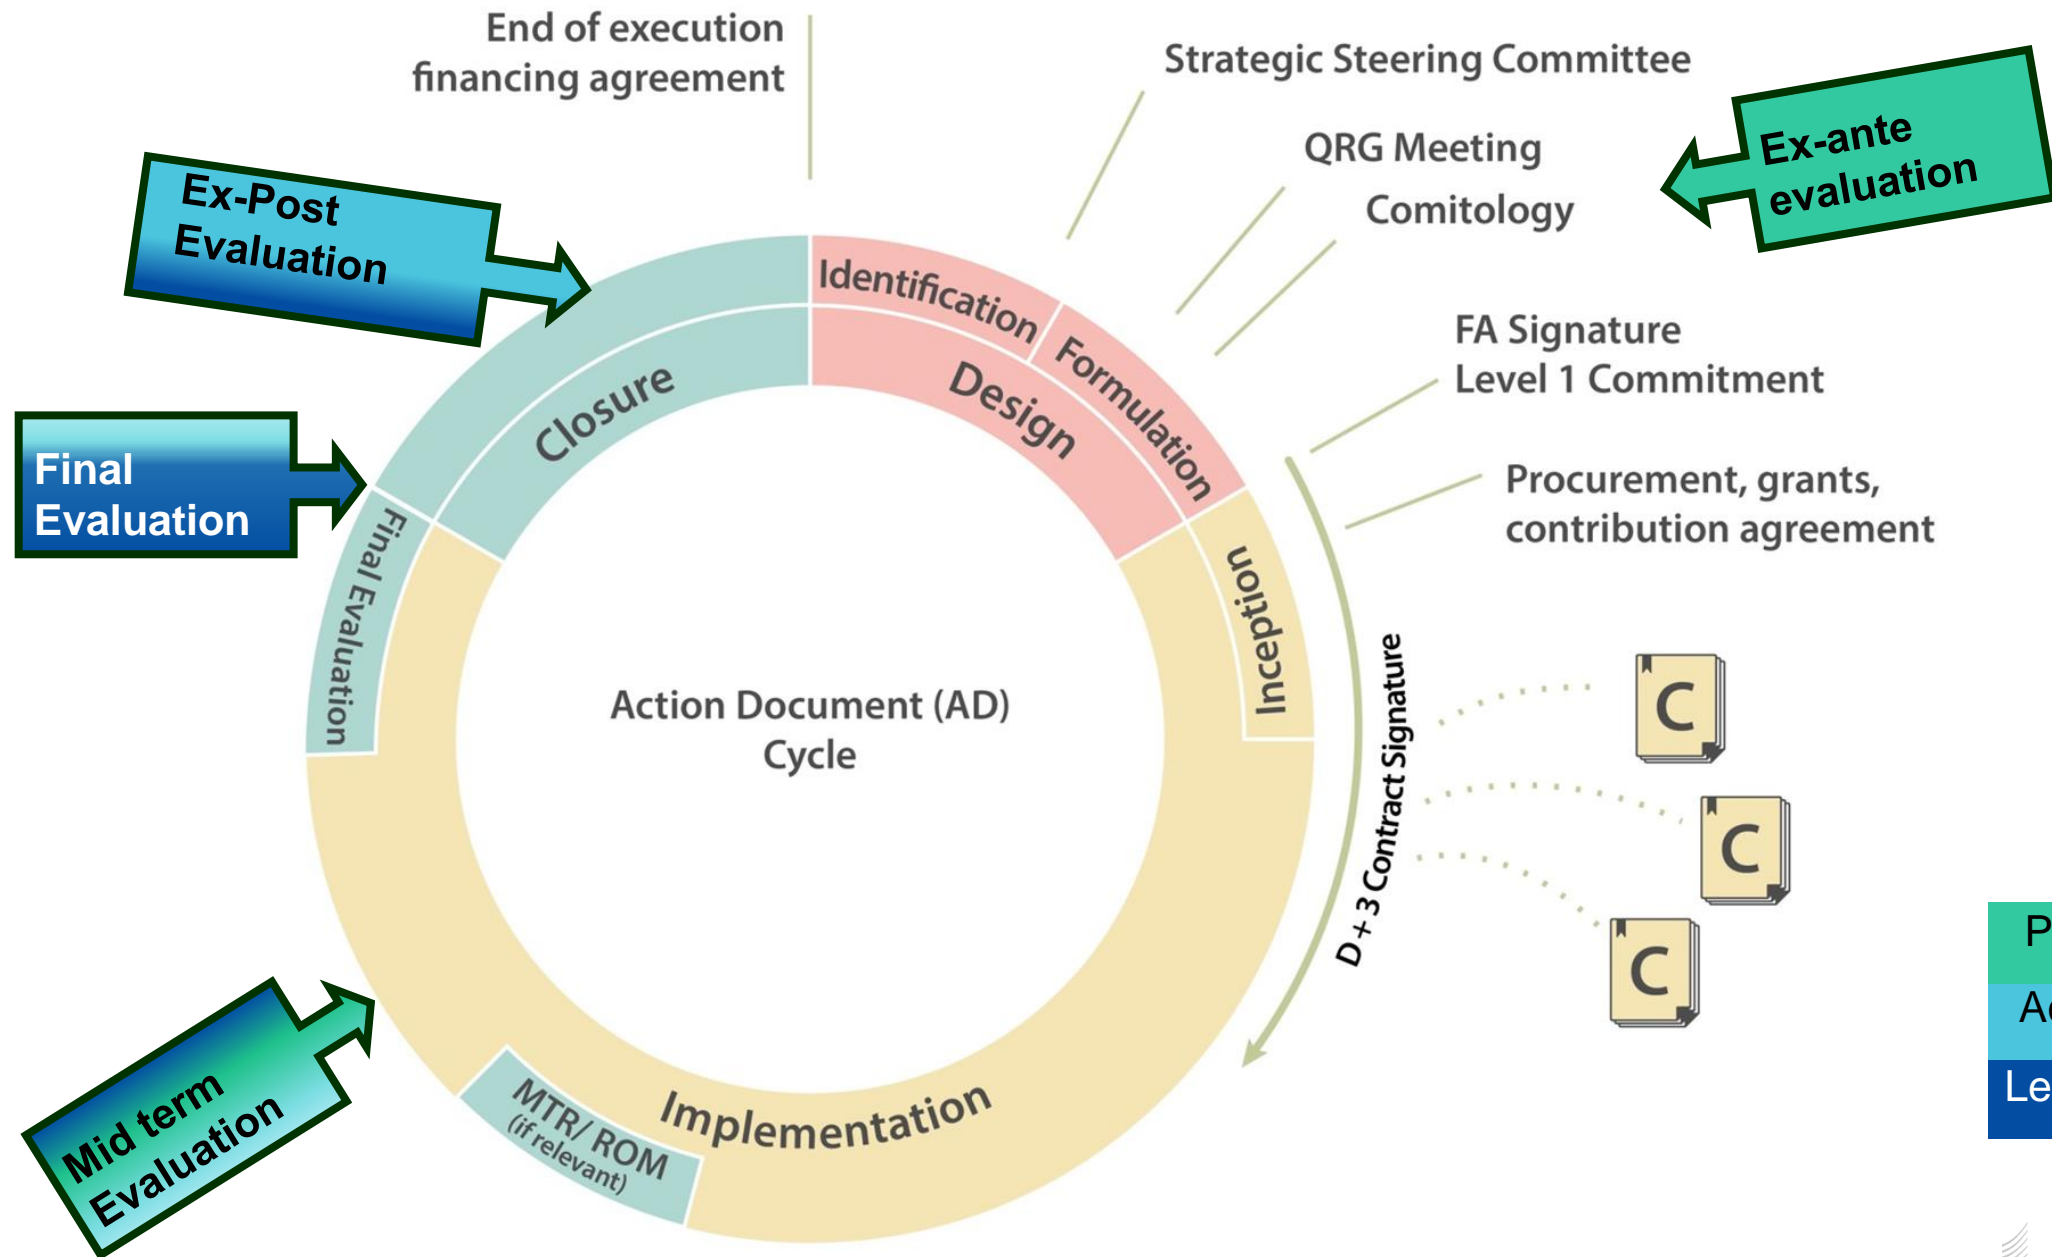 End of execution
financing agreement
Strategic Steering Committee
QRG Meeting
Comitology
Ex-ante
evaluation
Ex-Post
Evaluation
Identification
Formulation
Design
Closure
FA Signature
Level 1 Commitment
Procurement, grants,
contribution agreement
Final
Evaluation
Final Evaluation
Inception
Action Document (AD)
Cycle
D + 3 Contract Signature
C
C
C
Mid term
Evaluation
MTR/ ROM
(if relevant)
Implementation